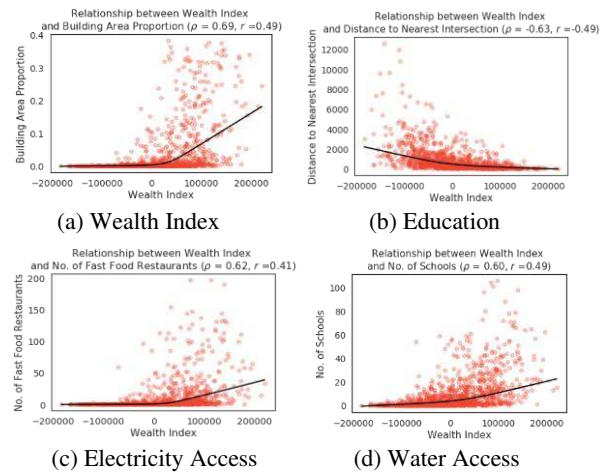 Relationship between Wealth Index
and Building Area Proportion (ρ = 0.69, r =0.49)
Building Area Proportion
0.4
0.3
0.2
0.1
0.0
−200000 −100000 0 100000 200000
Wealth Index
(a) Wealth Index
Relationship between Wealth Index
and Distance to Nearest Intersection (ρ = -0.63, r =-0.49)
Distance to Nearest Intersection
12000
10000
8000
6000
4000
2000
0
−200000 −100000 0 100000 200000
Wealth Index
(b) Education
Relationship between Wealth Index
and No. of Fast Food Restaurants (ρ = 0.62, r =0.41)
No. of Fast Food Restaurants
200
150
100
50
0
−200000 −100000 0 100000 200000
Wealth Index
(c) Electricity Access
Relationship between Wealth Index
and No. of Schools (ρ = 0.60, r =0.49)
No. of Schools
100
80
60
40
20
0
−200000 −100000 0 100000 200000
Wealth Index
(d) Water Access